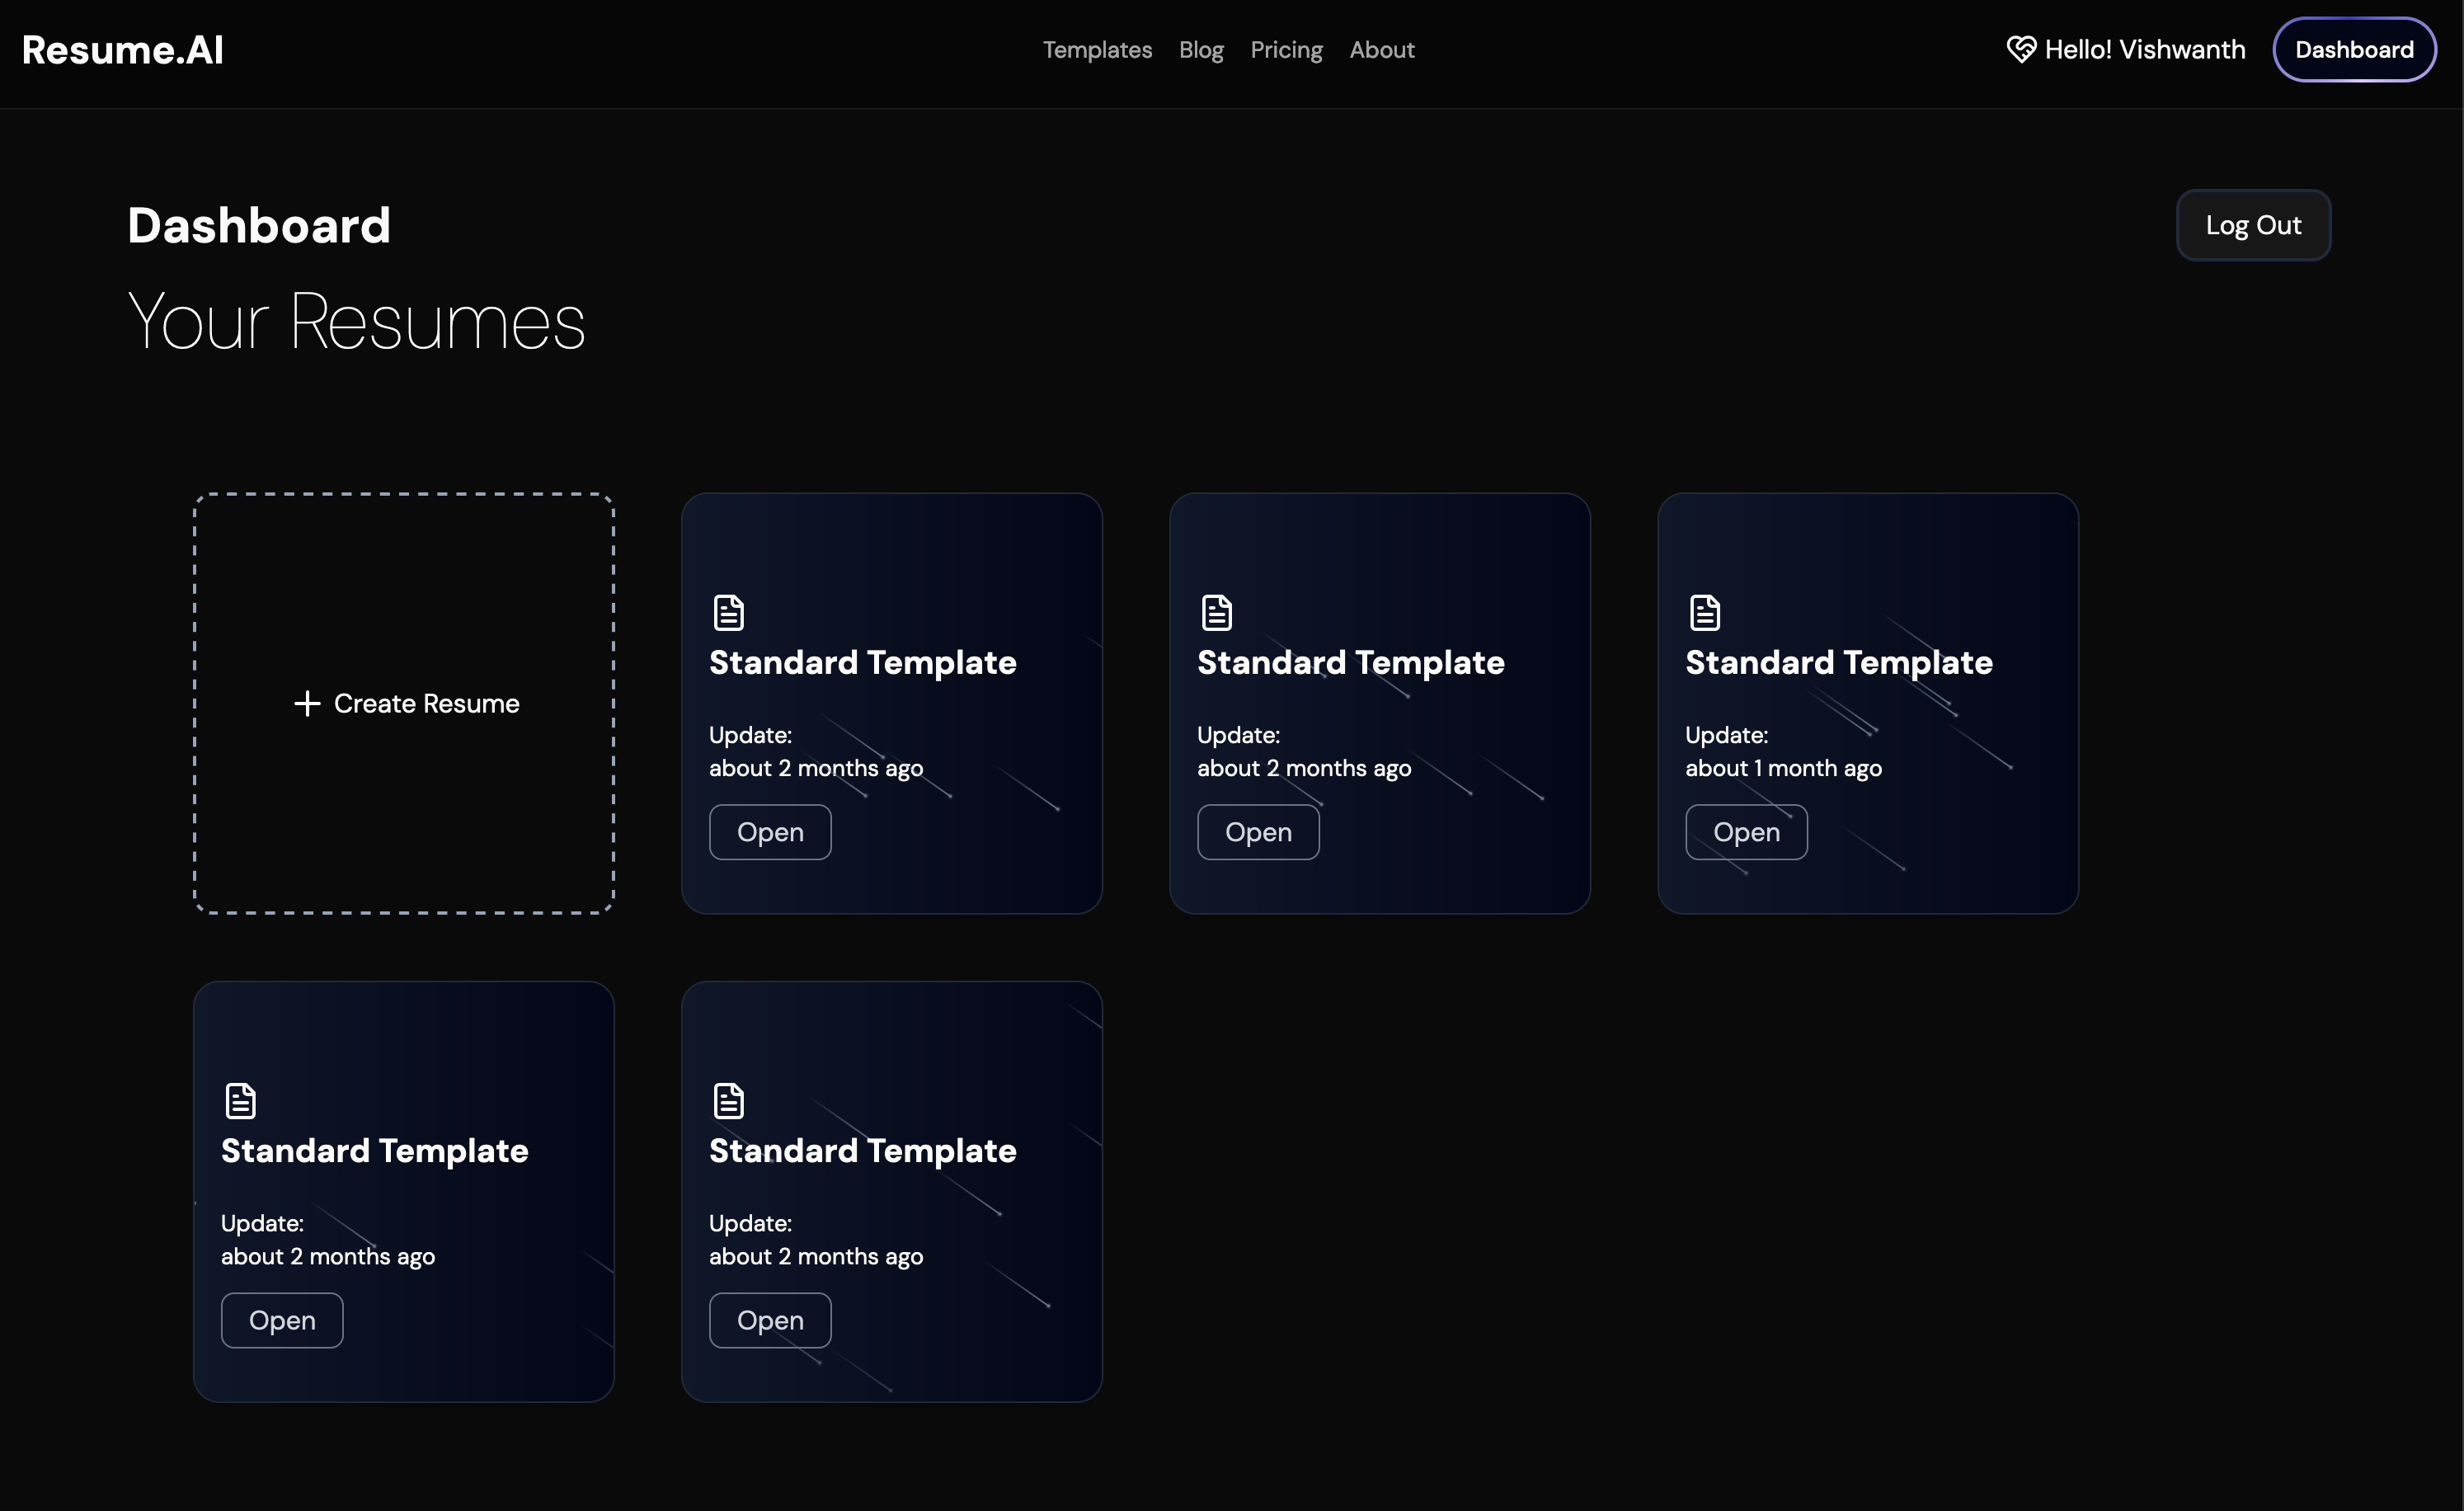 Resume.AI
Templates
Blog
Pricing
About
Hello! Vishwanth
Dashboard
Dashboard
Log Out
Your Resumes
Create Resume
Standard Template
Update:
about 2 months ago
Open
Standard Template
Update:
about 2 months ago
Open
Standard Template
Update:
about 1 month ago
Open
Standard Template
Update:
about 2 months ago
Open
Standard Template
Update:
about 2 months ago
Open